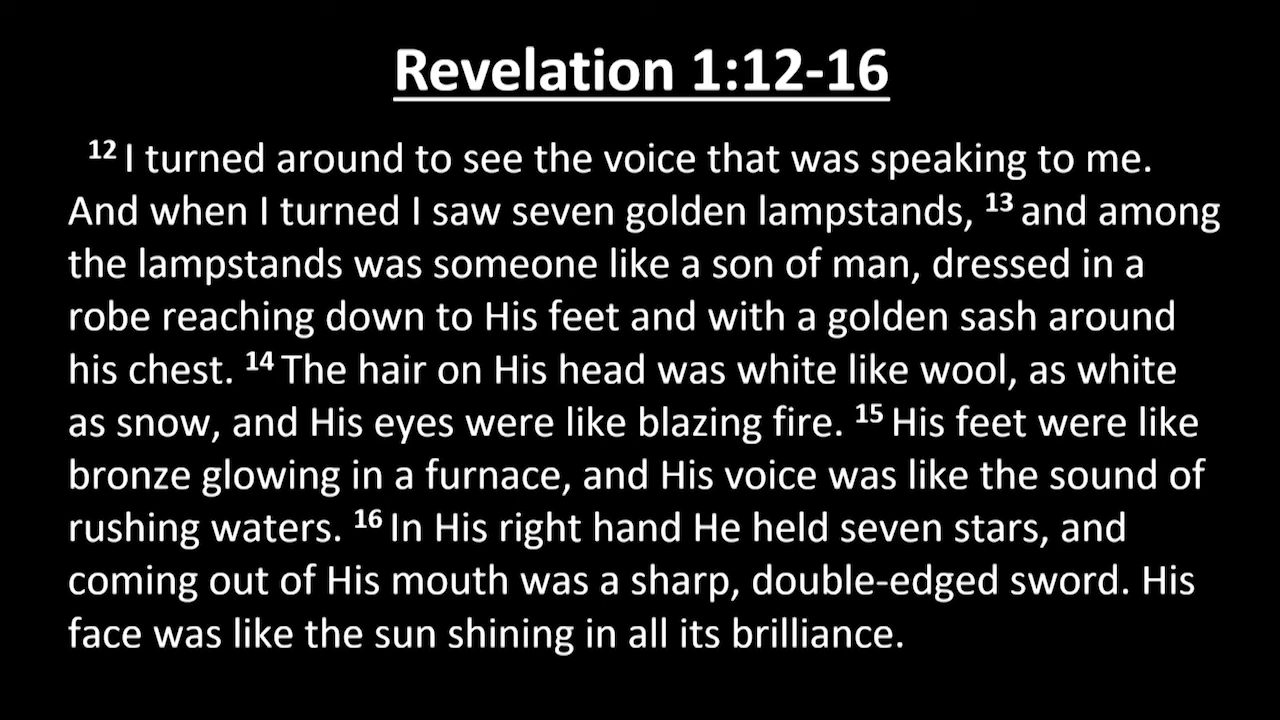 Revelation 1:12-16
12 I turned around to see the voice that was speaking to me.
And when I turned I saw seven golden lampstands, 13 and among
the lampstands was someone like a son of man, dressed in a
robe reaching down to His feet and with a golden sash around
his chest. 14 The hair on His head was white like wool, as white
as snow, and His eyes were like blazing fire. 15 His feet were like
bronze glowing in a furnace, and His voice was like the sound of
rushing waters. 16 In His right hand He held seven stars, and
coming out of His mouth was a sharp, double-edged sword. His
face was like the sun shining in all its brilliance.